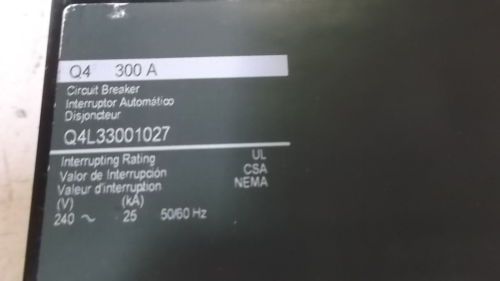 Q4 300 A
Circuit Breaker
Interruptor Automático
Disjoncteur
Q4L33001027
Interrupting Rating UL
Valor de Interrupción CSA
Valeur d'interruption NEMA
(V) (kA)
240 ~ 25 50/60 Hz